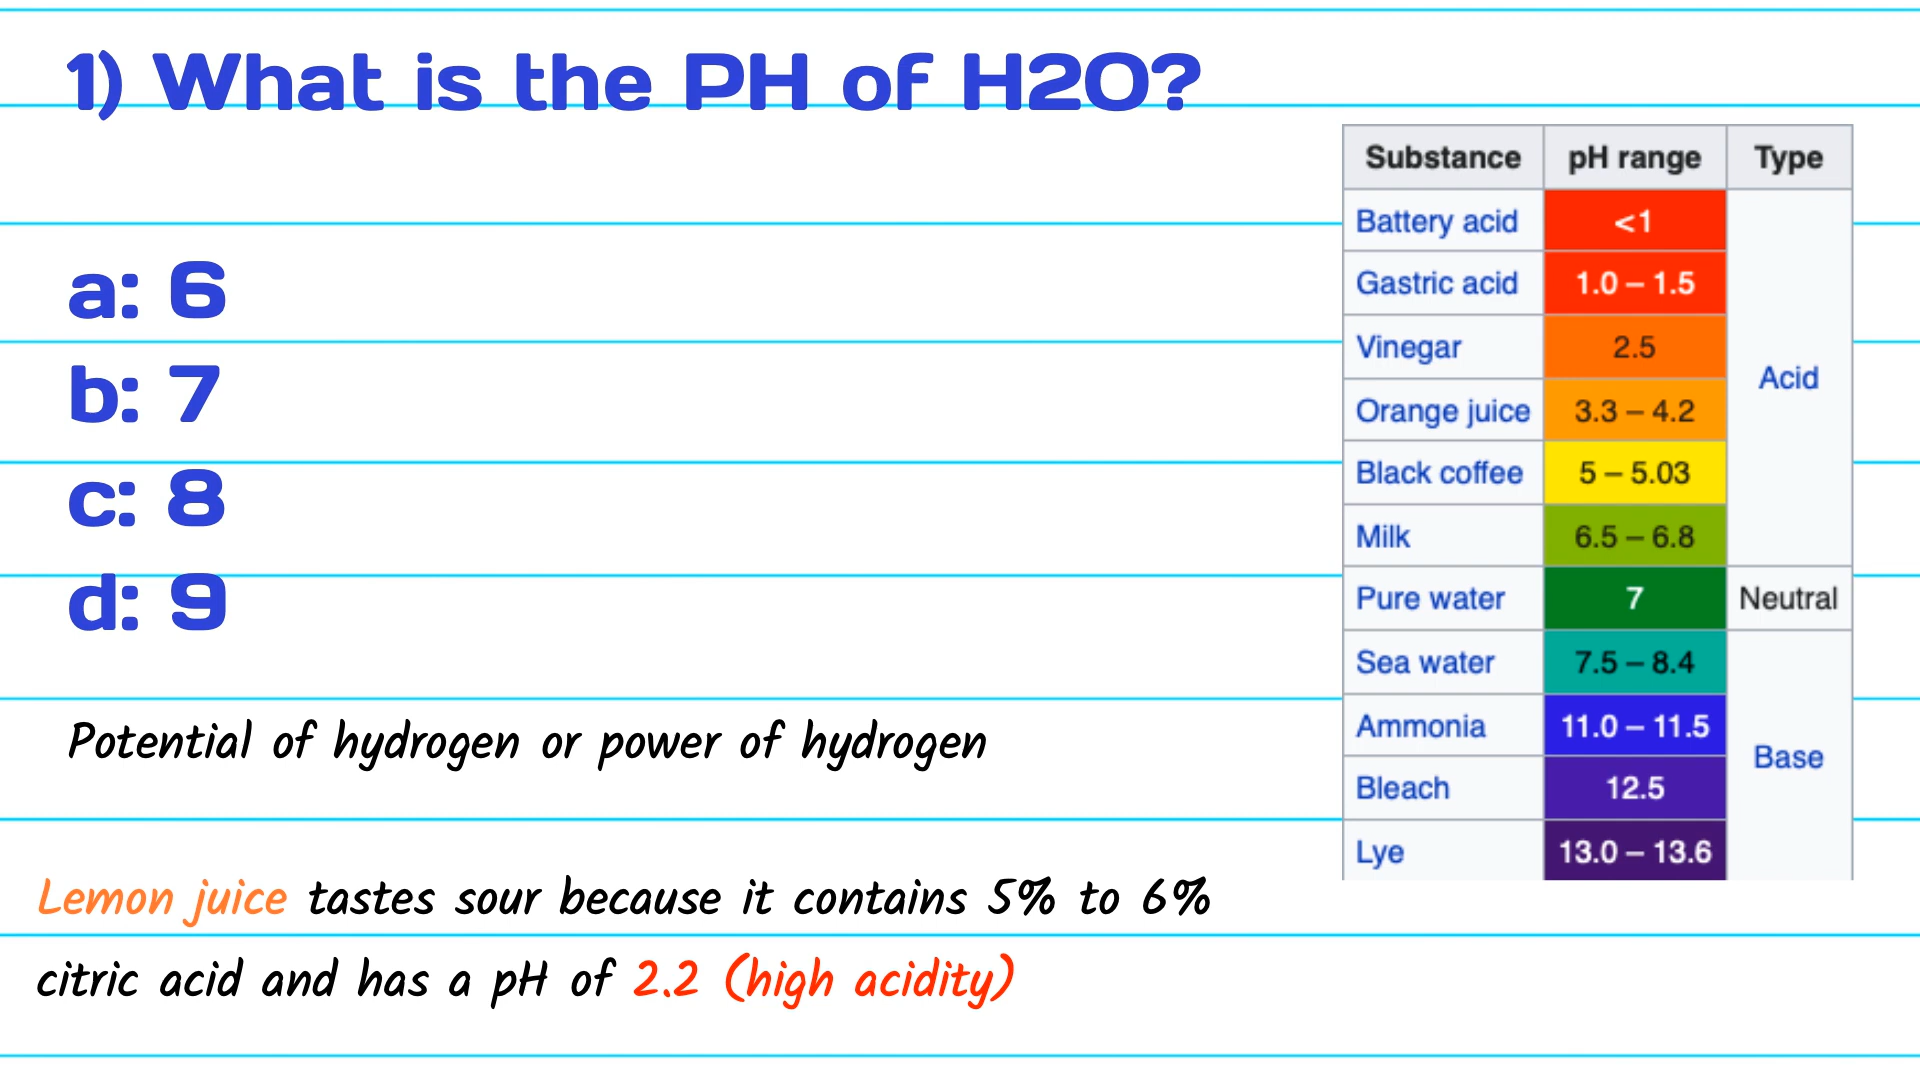 1) What is the PH of H2O?
a: 6
b: 7
c: 8
d: 9
Potential of hydrogen or power of hydrogen
Lemon juice tastes sour because it contains 5% to 6%
citric acid and has a pH of 2.2 (high acidity)
Substance pH range Type
Battery acid <1
Gastric acid 1.0 – 1.5
Vinegar 2.5
Acid
Orange juice 3.3 – 4.2
Black coffee 5 – 5.03
Milk 6.5 – 6.8
Pure water 7 Neutral
Sea water 7.5 – 8.4
Ammonia 11.0 – 11.5
Base
Bleach 12.5
Lye 13.0 – 13.6